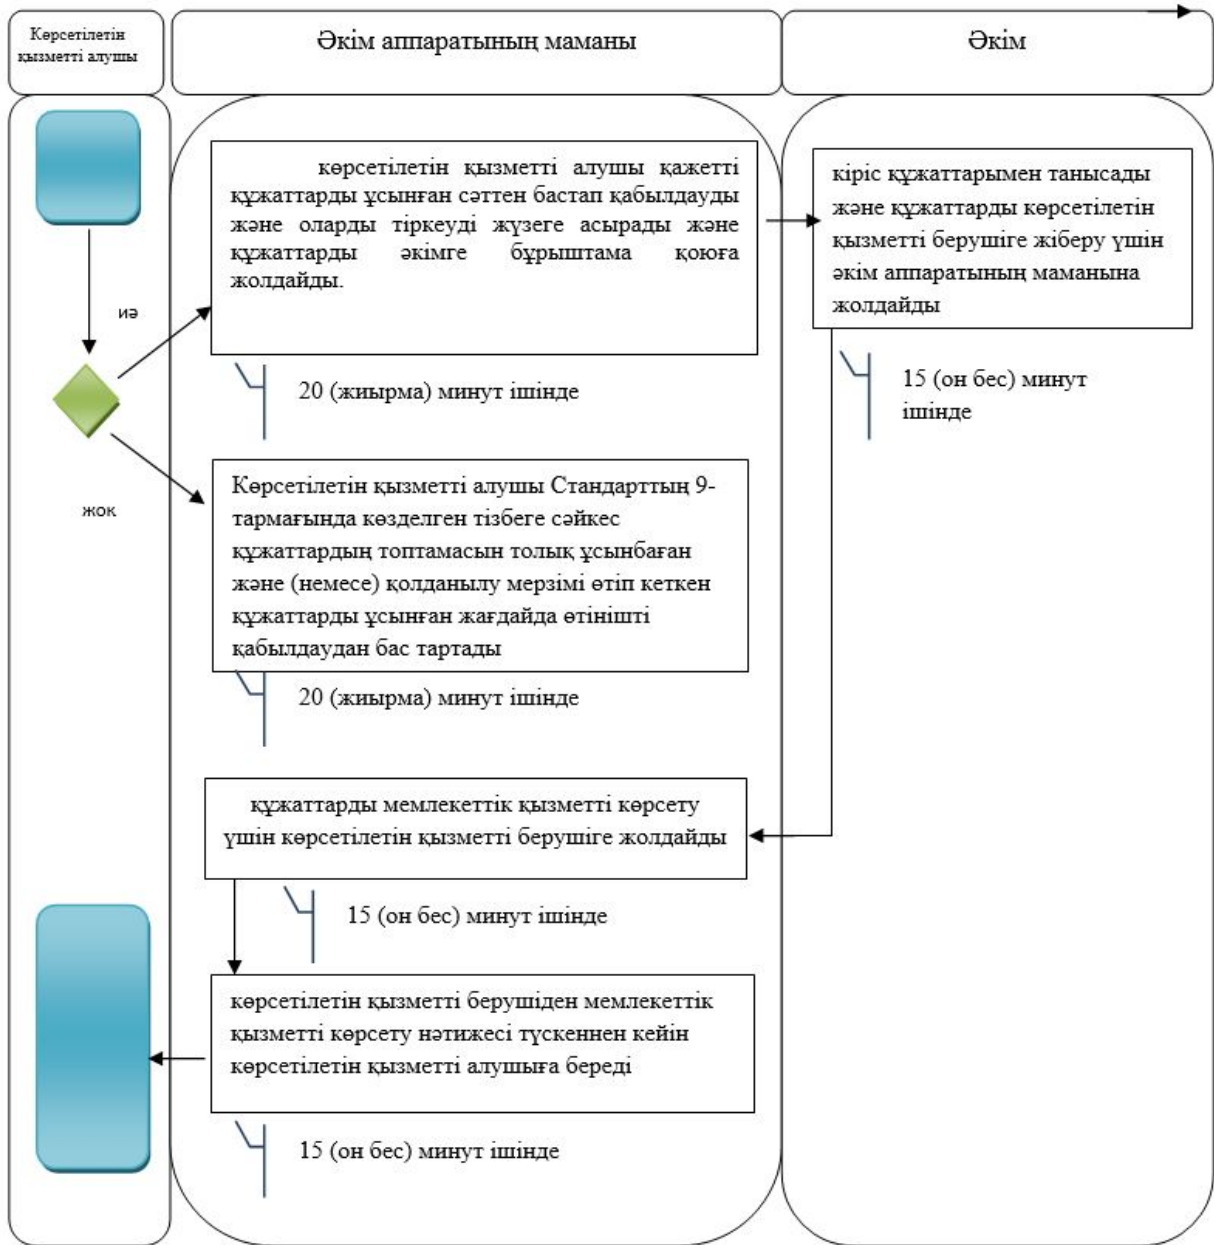 Көрсетілетін
қызметті алушы
Әкім аппаратының маманы
Әкім
көрсетілетін қызметті алушы қажетті
құжаттарды ұсынған сәттен бастап қабылдауды
және оларды тіркеуді жүзеге асырады және
құжаттарды әкімге бұрыштама қоюға
жолдайды.
кіріс құжаттарымен танысады
және құжаттарды көрсетілетін
қызметті берушіге жіберу үшін
әкім аппаратының маманына
жолдайды
иә
20 (жиырма) минут ішінде
15 (он бес) минут
ішінде
жок
Көрсетілетін қызметті алушы Стандарттың 9-
тармағында көзделген тізбеге сәйкес
құжаттардың топтамасын толық ұсынбаған
және (немесе) қолданылу мерзімі өтіп кеткен
құжаттарды ұсынған жағдайда өтінішті
қабылдаудан бас тартады
20 (жиырма) минут ішінде
құжаттарды мемлекеттік қызметті көрсету
үшін көрсетілетін қызметті берушіге жолдайды
15 (он бес) минут ішінде
көрсетілетін қызметті берушіден мемлекеттік
қызметті көрсету нәтижесі түскеннен кейін
көрсетілетін қызметті алушыға береді
15 (он бес) минут ішінде